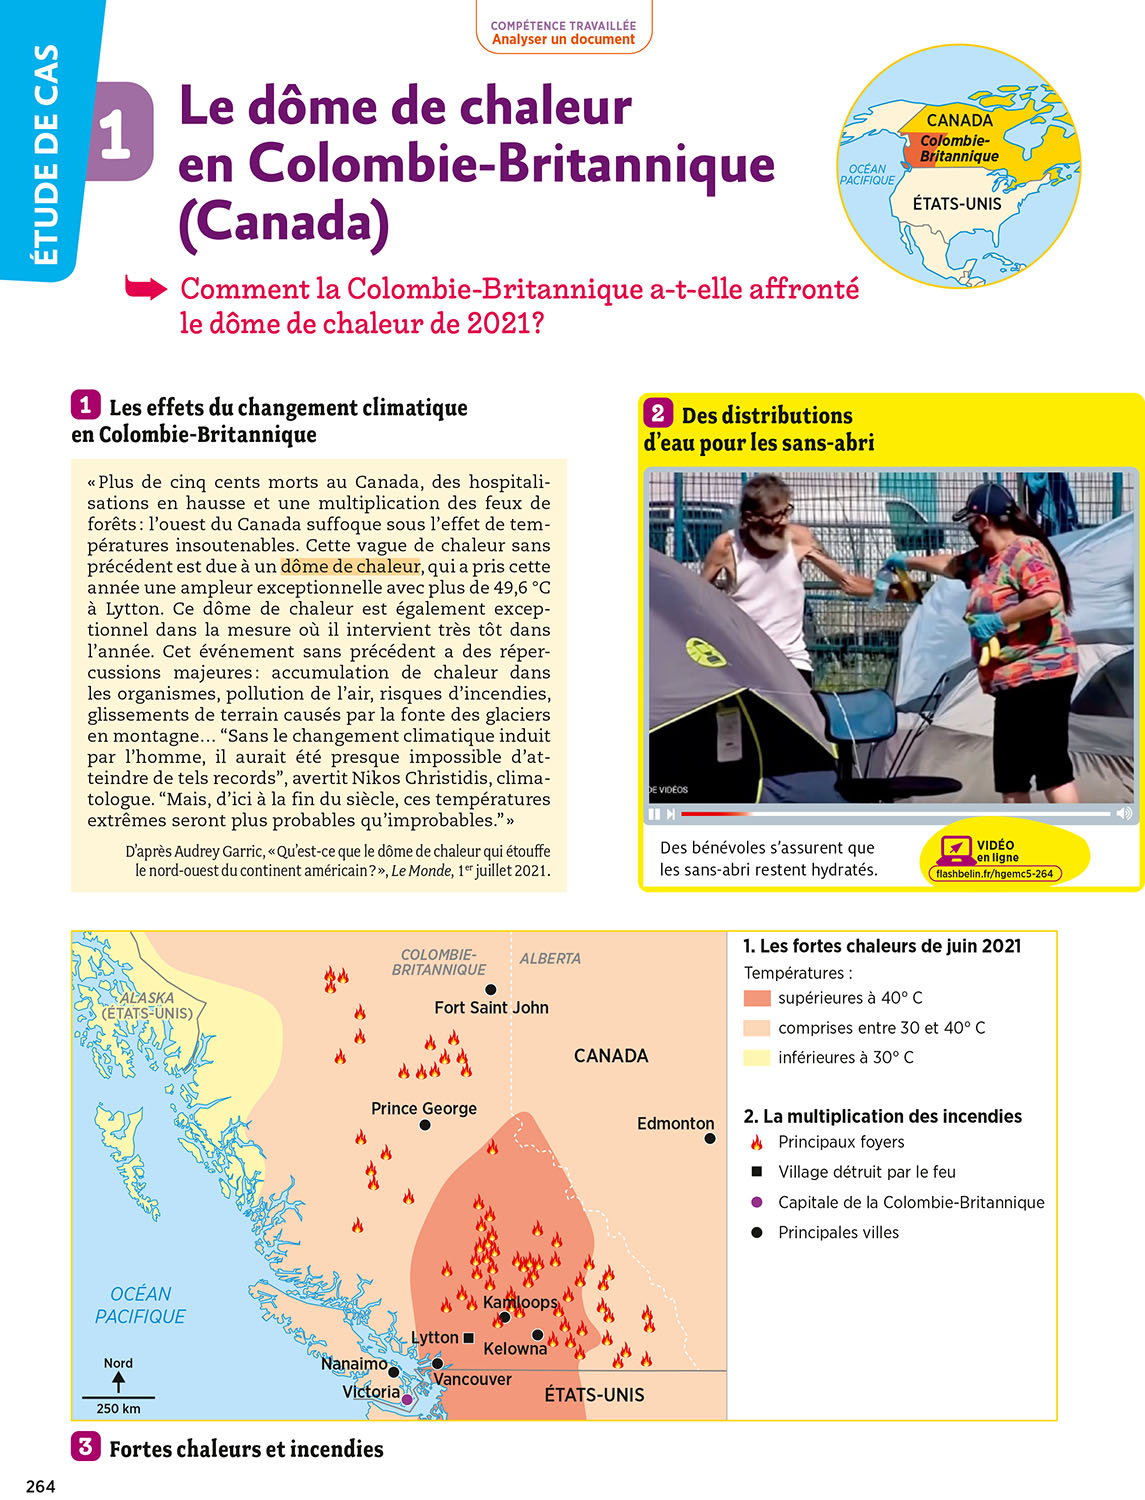 COMPÉTENCE TRAVAILLÉE
Analyser un document
ÉTUDE DE CAS
1
Le dôme de chaleur
en Colombie-Britannique
(Canada)
Comment la Colombie-Britannique a-t-elle affronté
le dôme de chaleur de 2021?
CANADA
Colombie-
Britannique
OCÉAN
PACIFIQUE
ÉTATS-UNIS
1 Les effets du changement climatique
en Colombie-Britannique
« Plus de cinq cents morts au Canada, des hospitali-
sations en hausse et une multiplication des feux de
forêts : l'ouest du Canada suffoque sous l'effet de tem-
pératures insoutenables. Cette vague de chaleur sans
précédent est due à un dôme de chaleur, qui a pris cette
année une ampleur exceptionnelle avec plus de 49,6 °C
à Lytton. Ce dôme de chaleur est également excep-
tionnel dans la mesure où il intervient très tôt dans
l'année. Cet événement sans précédent a des réper-
cussions majeures : accumulation de chaleur dans
les organismes, pollution de l'air, risques d'incendies,
glissements de terrain causés par la fonte des glaciers
en montagne... "Sans le changement climatique induit
par l'homme, il aurait été presque impossible d'at-
teindre de tels records", avertit Nikos Christidis, clima-
tologue. "Mais, d'ici à la fin du siècle, ces températures
extrêmes seront plus probables qu'improbables." »
D'après Audrey Garric, « Qu'est-ce que le dôme de chaleur qui étouffe
le nord-ouest du continent américain ? », Le Monde, 1er juillet 2021.
2 Des distributions
d'eau pour les sans-abri
DE VIDÉOS
Des bénévoles s'assurent que
les sans-abri restent hydratés.
VIDÉO
en ligne
flashbelin.fr/hgemc5-264
ALASKA
(ÉTATS-UNIS)
COLOMBIE-
BRITANNIQUE
ALBERTA
Fort Saint John
CANADA
Prince George
Edmonton
OCÉAN
PACIFIQUE
Kamloops
Lytton
Kelowna
Nanaimo
Vancouver
Victoria
ÉTATS-UNIS
Nord
250 km
1. Les fortes chaleurs de juin 2021
Températures :
supérieures à 40° C
comprises entre 30 et 40° C
inférieures à 30° C
2. La multiplication des incendies
Principaux foyers
Village détruit par le feu
Capitale de la Colombie-Britannique
Principales villes
3 Fortes chaleurs et incendies
264